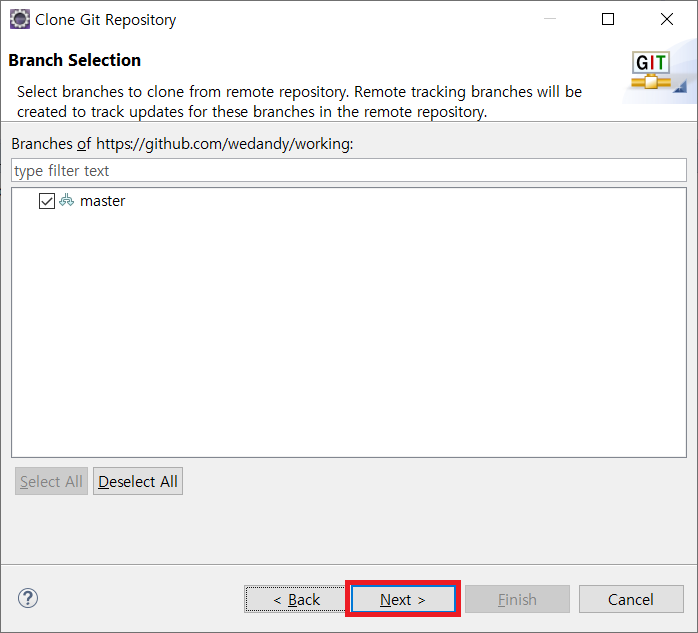 Clone Git Repository
Branch Selection
GIT
Select branches to clone from remote repository. Remote tracking branches will be
created to track updates for these branches in the remote repository.
Branches of https://github.com/wedandy/working:
type filter text
master
Select All Deselect All
? < Back Next > Finish Cancel